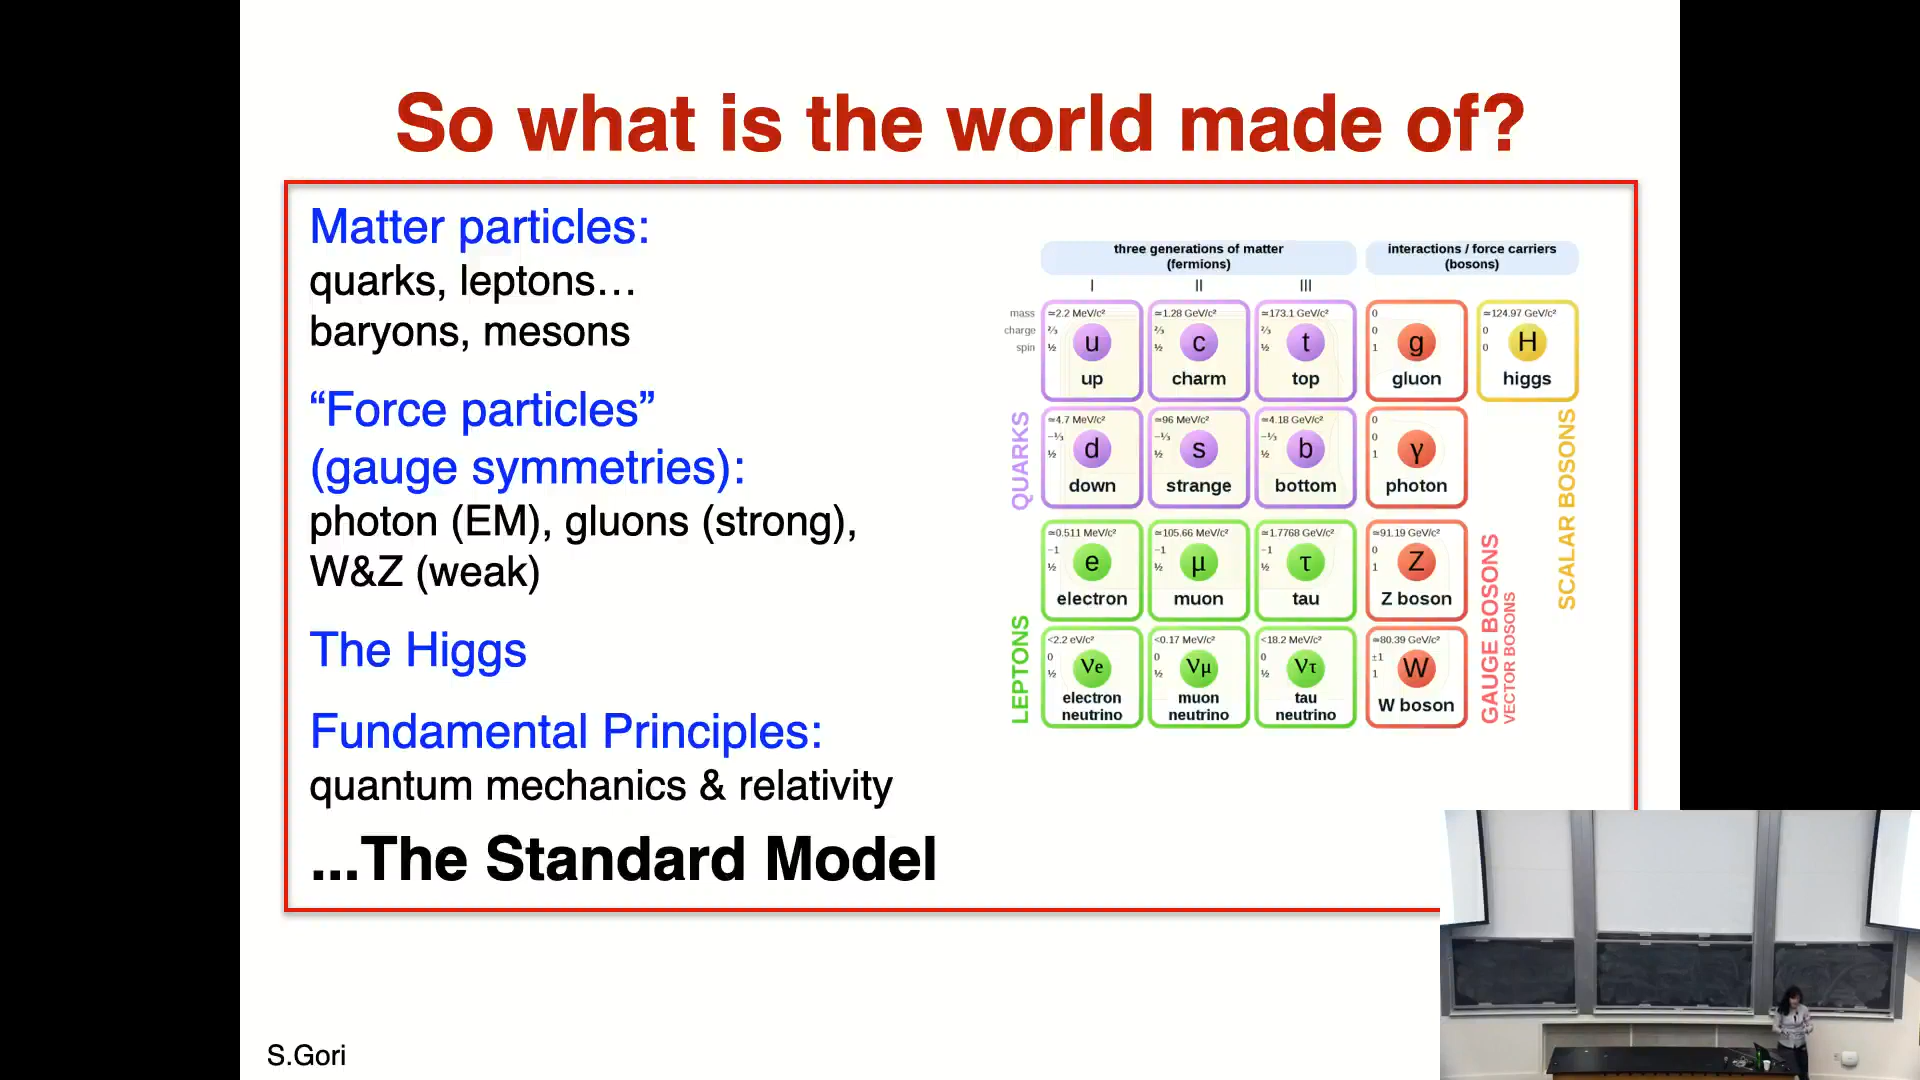 So what is the world made of?
Matter particles:
quarks, leptons…
baryons, mesons
“Force particles”
(gauge symmetries):
photon (EM), gluons (strong),
W&Z (weak)
The Higgs
Fundamental Principles:
quantum mechanics & relativity
...The Standard Model
three generations of matter
(fermions)
interactions / force carriers
(bosons)
I II III
mass
charge
spin
≃2.2 MeV/c²
⅔
½
u
up
≃1.28 GeV/c²
⅔
½
c
charm
≃173.1 GeV/c²
⅔
½
t
top
0
0
1
g
gluon
≃124.97 GeV/c²
0
0
H
higgs
QUARKS
≃4.7 MeV/c²
−⅓
½
d
down
≃96 MeV/c²
−⅓
½
s
strange
≃4.18 GeV/c²
−⅓
½
b
bottom
0
0
1
γ
photon
SCALAR BOSONS
LEPTONS
≃0.511 MeV/c²
−1
½
e
electron
≃105.66 MeV/c²
−1
½
μ
muon
≃1.7768 GeV/c²
−1
½
τ
tau
≃91.19 GeV/c²
0
1
Z
Z boson
GAUGE BOSONS
VECTOR BOSONS
<2.2 eV/c²
0
½
νe
electron
neutrino
<0.17 MeV/c²
0
½
νμ
muon
neutrino
<18.2 MeV/c²
0
½
ντ
tau
neutrino
≃80.39 GeV/c²
±1
1
W
W boson
S.Gori